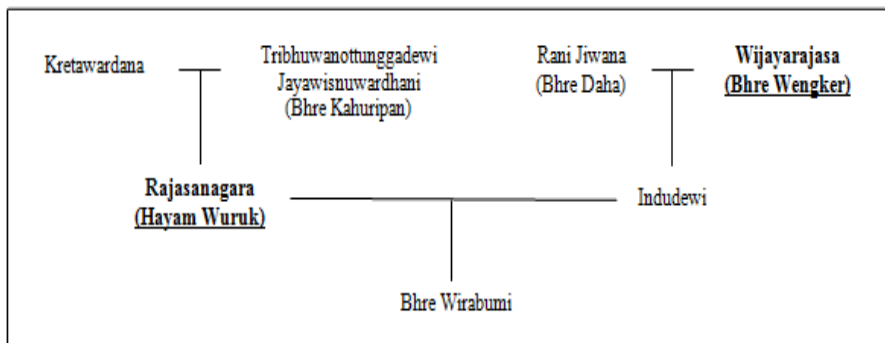 Kretawardana
Tribhuwanottunggadewi
Jayawisnuwardhani
(Bhre Kahuripan)
Rani Jiwana
(Bhre Daha)
Wijayarajasa
(Bhre Wengker)
Rajasanagara
(Hayam Wuruk)
Indudewi
Bhre Wirabumi